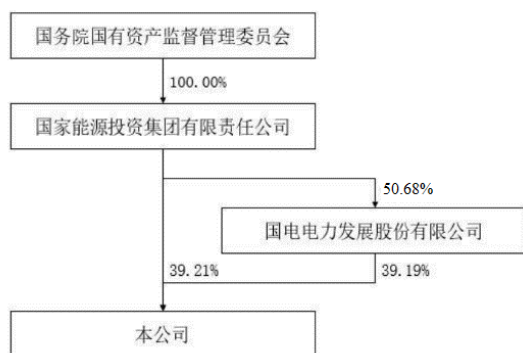 国务院国有资产监督管理委员会
100.00%
国家能源投资集团有限责任公司
50.68%
国电电力发展股份有限公司
39.21%
39.19%
本公司